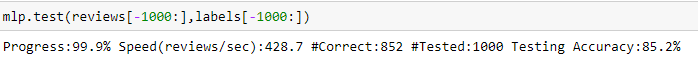 mlp.test(reviews[-1000:],labels[-1000:])
Progress:99.9% Speed(reviews/sec):428.7 #Correct:852 #Tested:1000 Testing Accuracy:85.2%